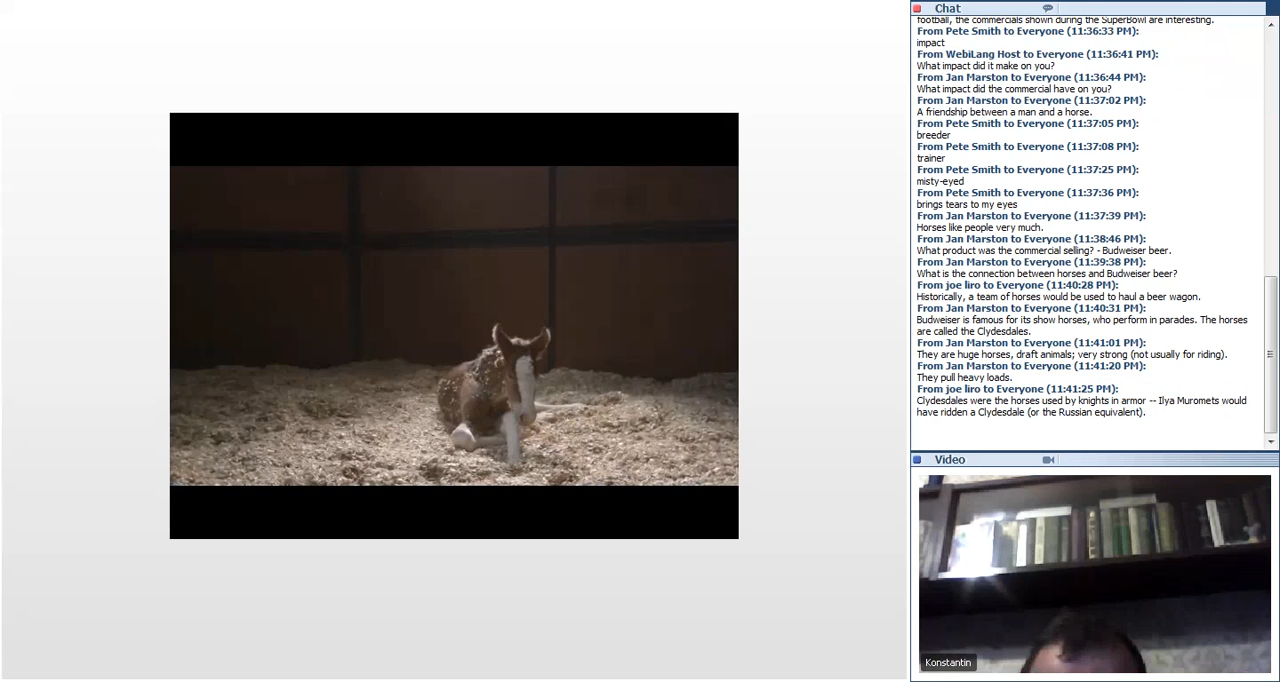 Chat
football, the commercials shown during the SuperBowl are interesting.
From Pete Smith to Everyone (11:36:33 PM):
impact
From WebiLang Host to Everyone (11:36:41 PM):
What impact did it make on you?
From Jan Marston to Everyone (11:36:44 PM):
What impact did the commercial have on you?
From Jan Marston to Everyone (11:37:02 PM):
A friendship between a man and a horse.
From Pete Smith to Everyone (11:37:05 PM):
breeder
From Pete Smith to Everyone (11:37:08 PM):
trainer
From Pete Smith to Everyone (11:37:25 PM):
misty-eyed
From Pete Smith to Everyone (11:37:36 PM):
brings tears to my eyes
From Jan Marston to Everyone (11:37:39 PM):
Horses like people very much.
From Jan Marston to Everyone (11:38:46 PM):
What product was the commercial selling? - Budweiser beer.
From Jan Marston to Everyone (11:39:38 PM):
What is the connection between horses and Budweiser beer?
From joe liro to Everyone (11:40:28 PM):
Historically, a team of horses would be used to haul a beer wagon.
From Jan Marston to Everyone (11:40:31 PM):
Budweiser is famous for its show horses, who perform in parades. The horses
are called the Clydesdales.
From Jan Marston to Everyone (11:41:01 PM):
They are huge horses, draft animals; very strong (not usually for riding).
From Jan Marston to Everyone (11:41:20 PM):
They pull heavy loads.
From joe liro to Everyone (11:41:25 PM):
Clydesdales were the horses used by knights in armor -- Ilya Muromets would
have ridden a Clydesdale (or the Russian equivalent).
Video
Konstantin